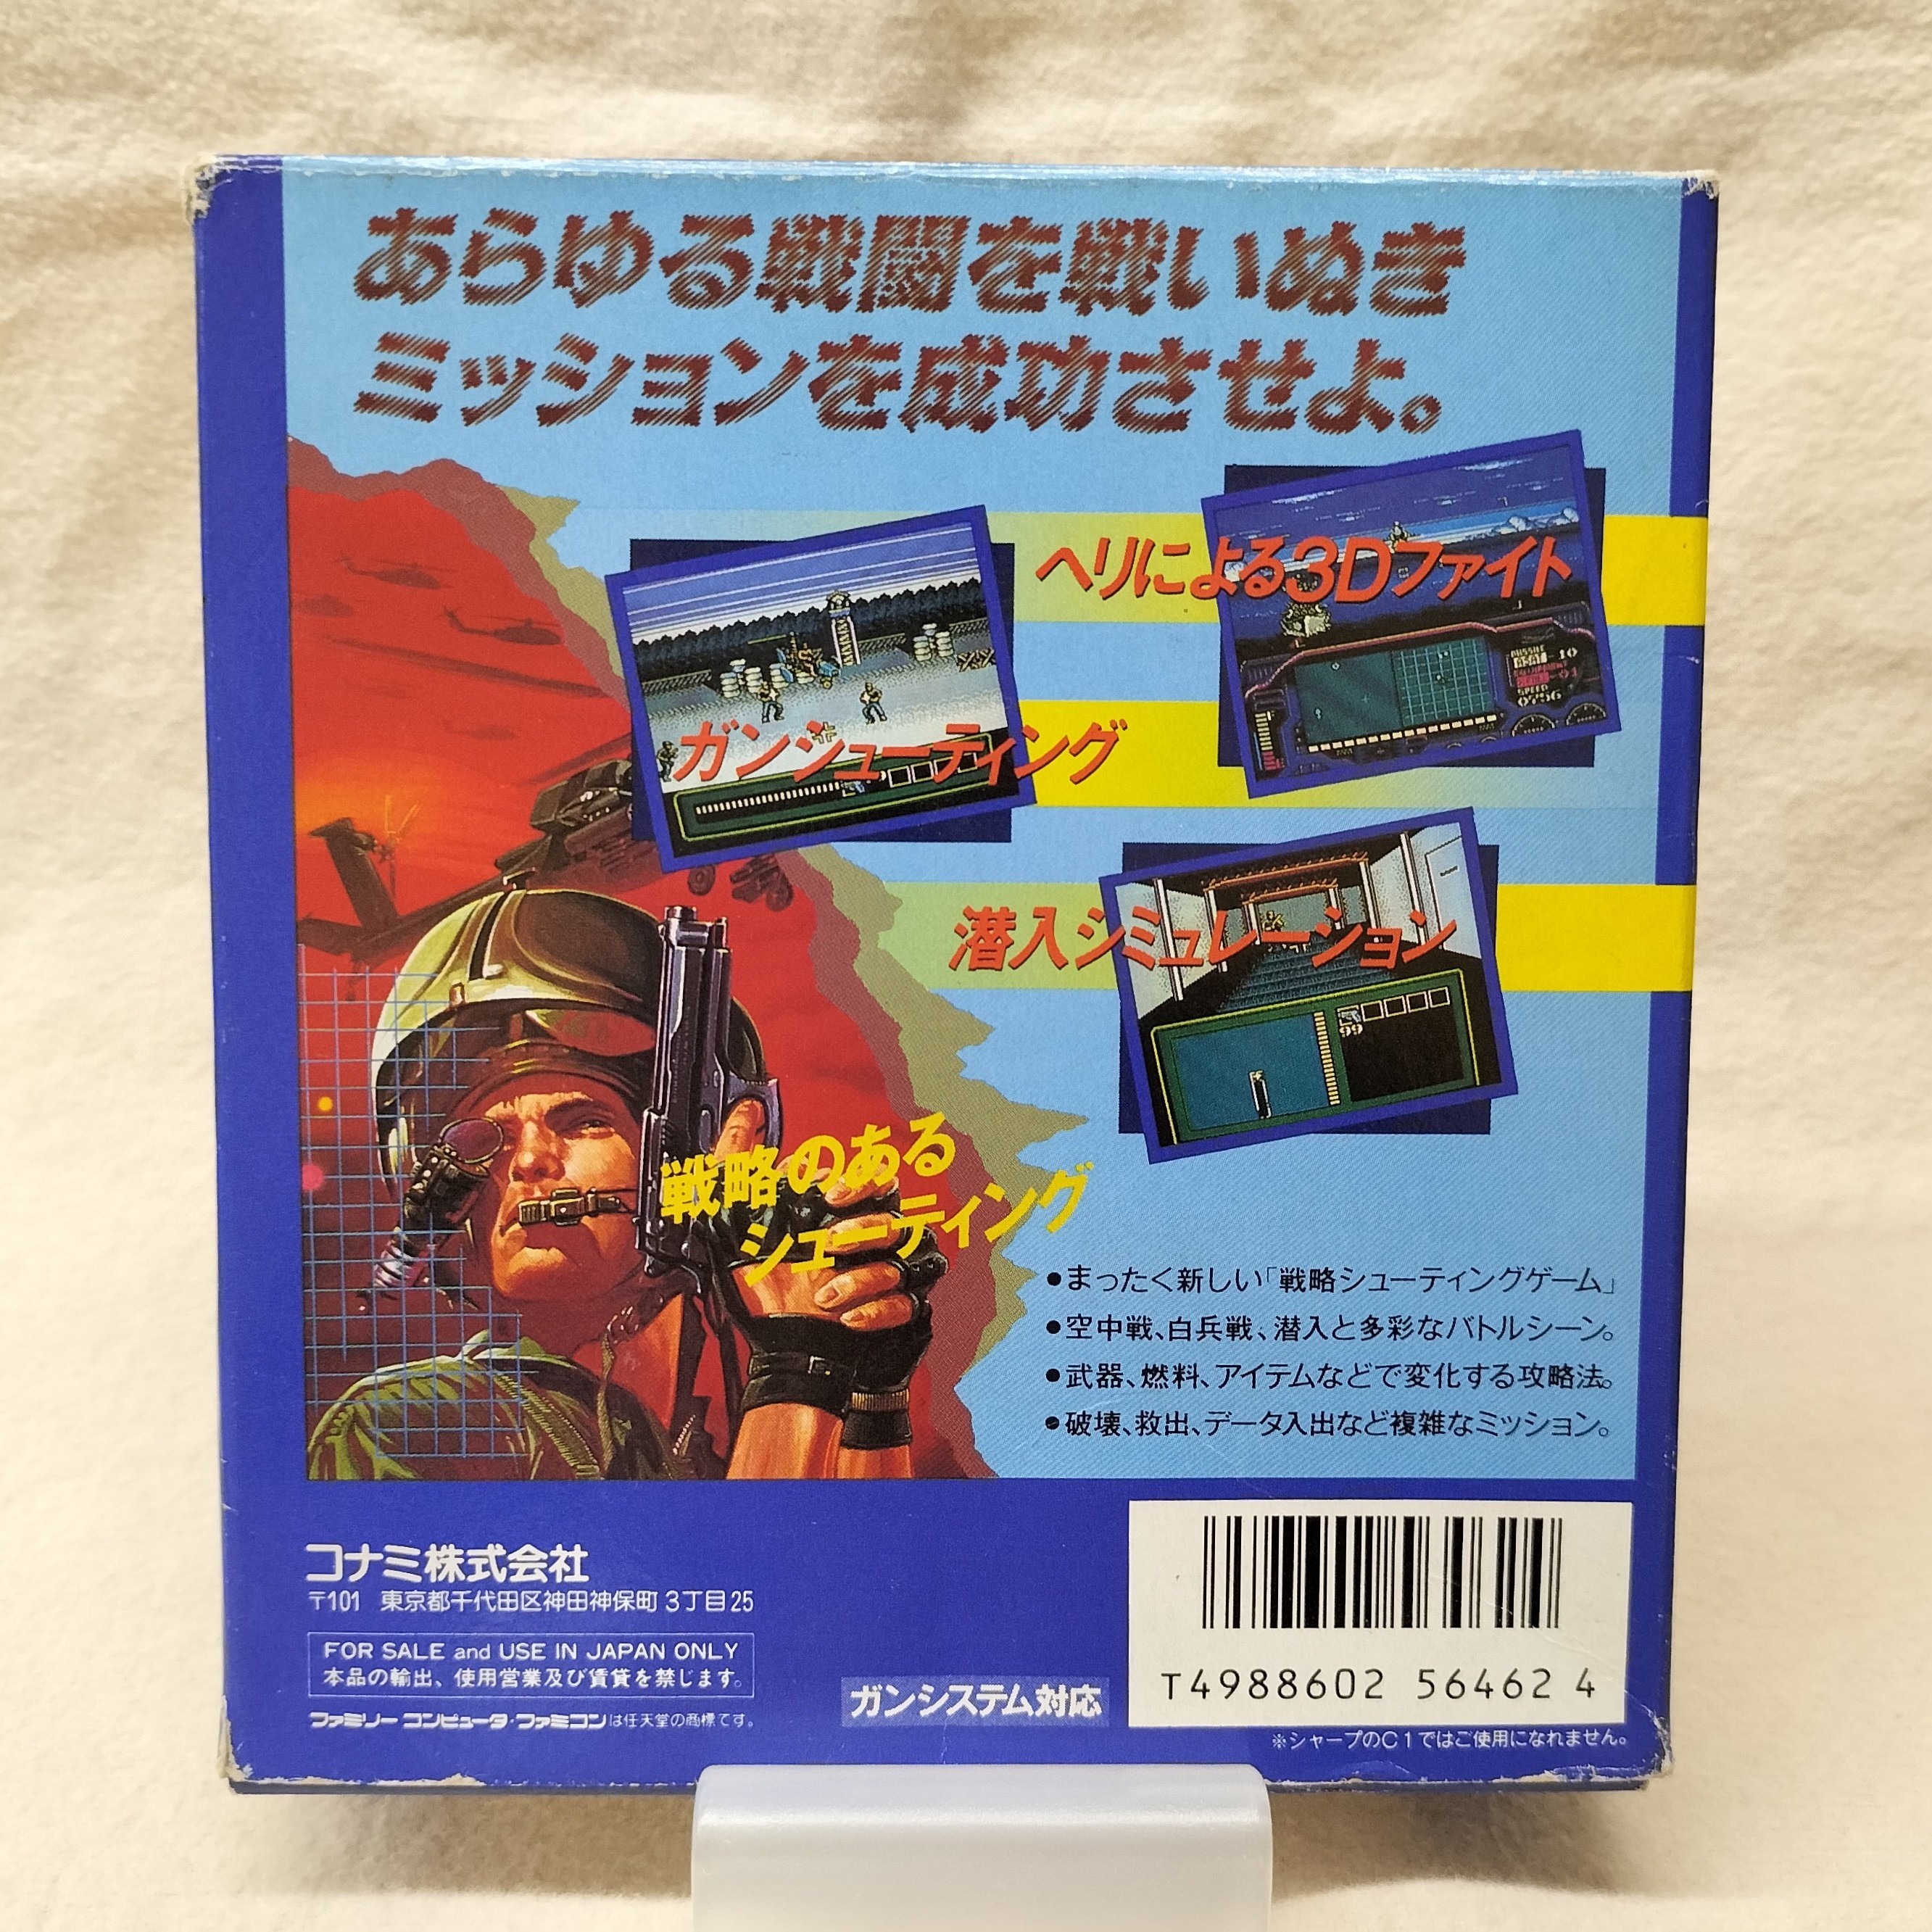 あらゆる戦闘を戦いぬき
ミッションを成功させよ。
ヘリによる3Dファイト
MISSILE
ASAT-10
SPEED
0756
ガンシューティング
潜入シミュレーション
99
戦略のある
シューティング
●まったく新しい「戦略シューティングゲーム」
●空中戦、白兵戦、潜入と多彩なバトルシーン。
●武器、燃料、アイテムなどで変化する攻略法。
●破壊、救出、データ入出など複雑なミッション。
コナミ株式会社
〒101 東京都千代田区神田神保町3丁目25
FOR SALE and USE IN JAPAN ONLY
本品の輸出、使用営業及び賃貸を禁じます。
ファミリーコンピュータ・ファミコンは任天堂の商標です。
ガンシステム対応
T4988602 56462 4
※シャープのC1ではご使用になれません。